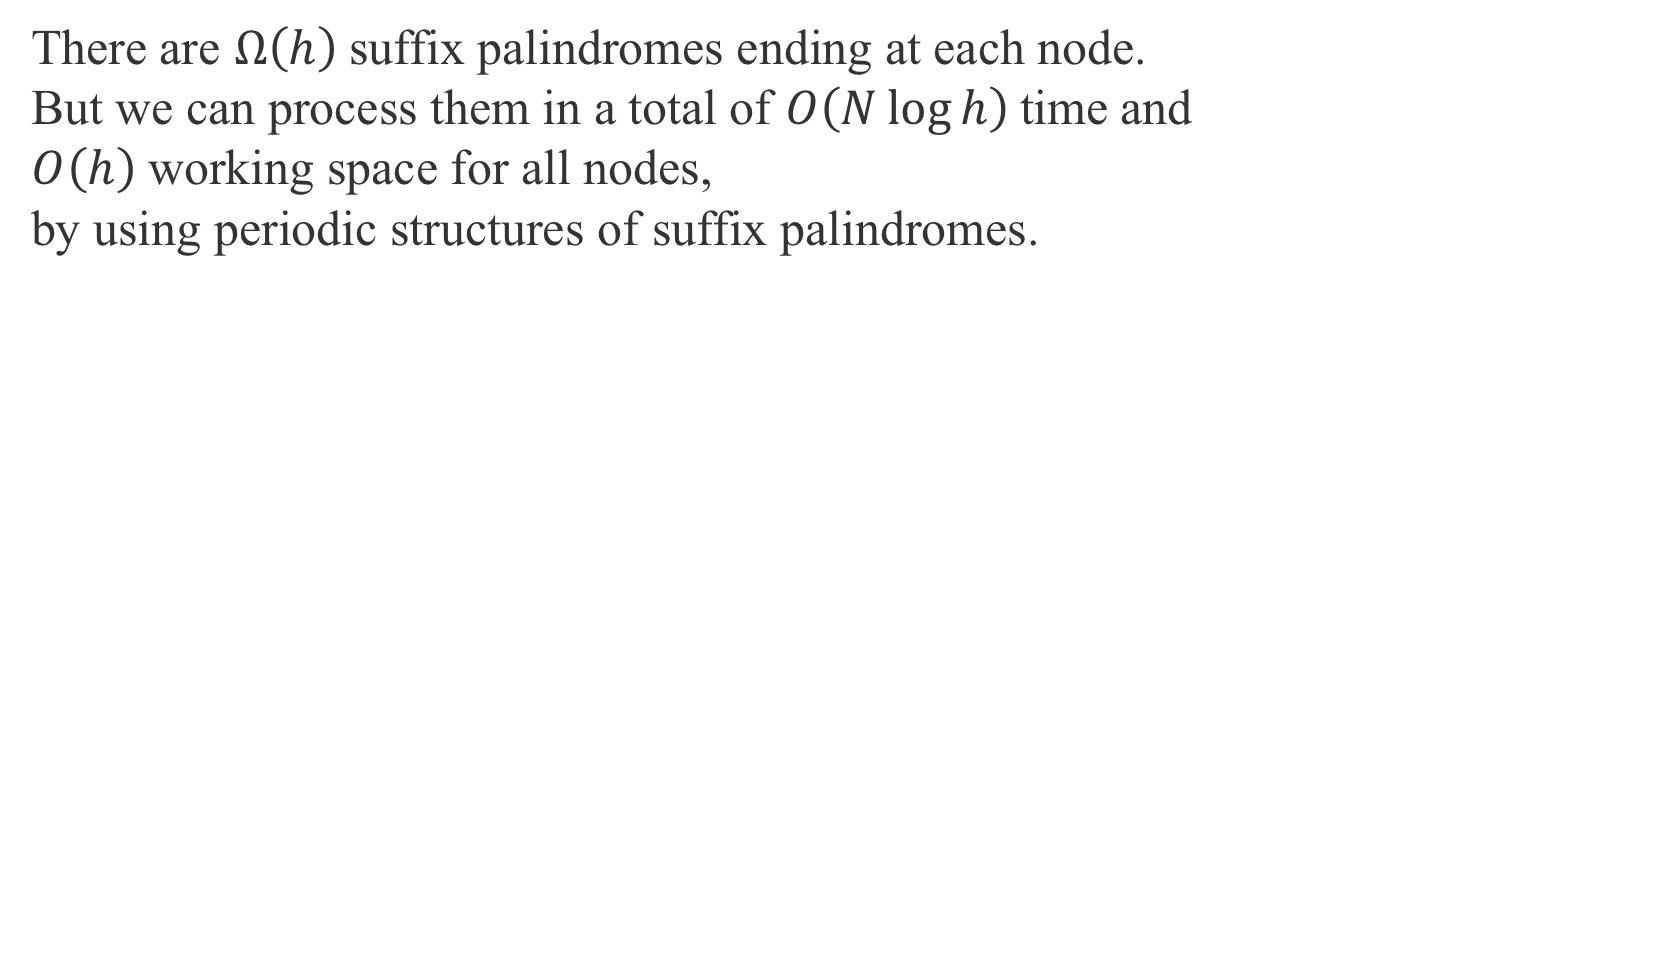 There are Ω(ℎ) suffix palindromes ending at each node.
But we can process them in a total of 𝑂(𝑁 log ℎ) time and
𝑂(ℎ) working space for all nodes,
by using periodic structures of suffix palindromes.